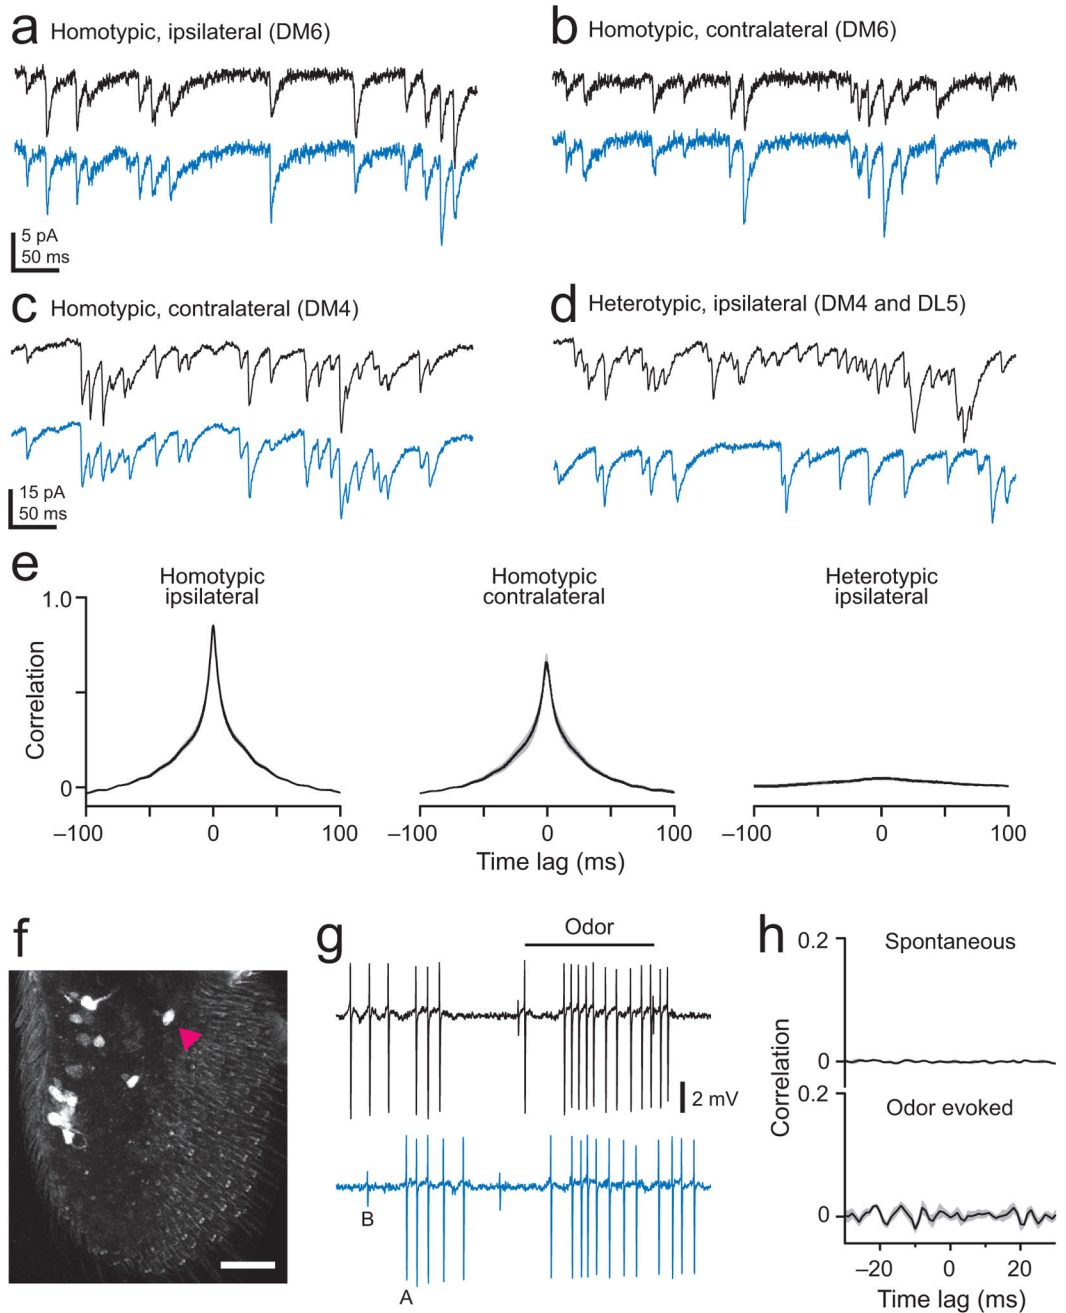 a Homotypic, ipsilateral (DM6)
b Homotypic, contralateral (DM6)
5 pA
50 ms
c Homotypic, contralateral (DM4)
d Heterotypic, ipsilateral (DM4 and DL5)
15 pA
50 ms
e
Homotypic
ipsilateral
Homotypic
contralateral
Heterotypic
ipsilateral
1.0
Correlation
0
–100 0 100
–100 0 100
–100 0 100
Time lag (ms)
f
g
Odor
2 mV
B
A
h
0.2
Spontaneous
0
Correlation
0.2
Odor evoked
0
–20 0 20
Time lag (ms)